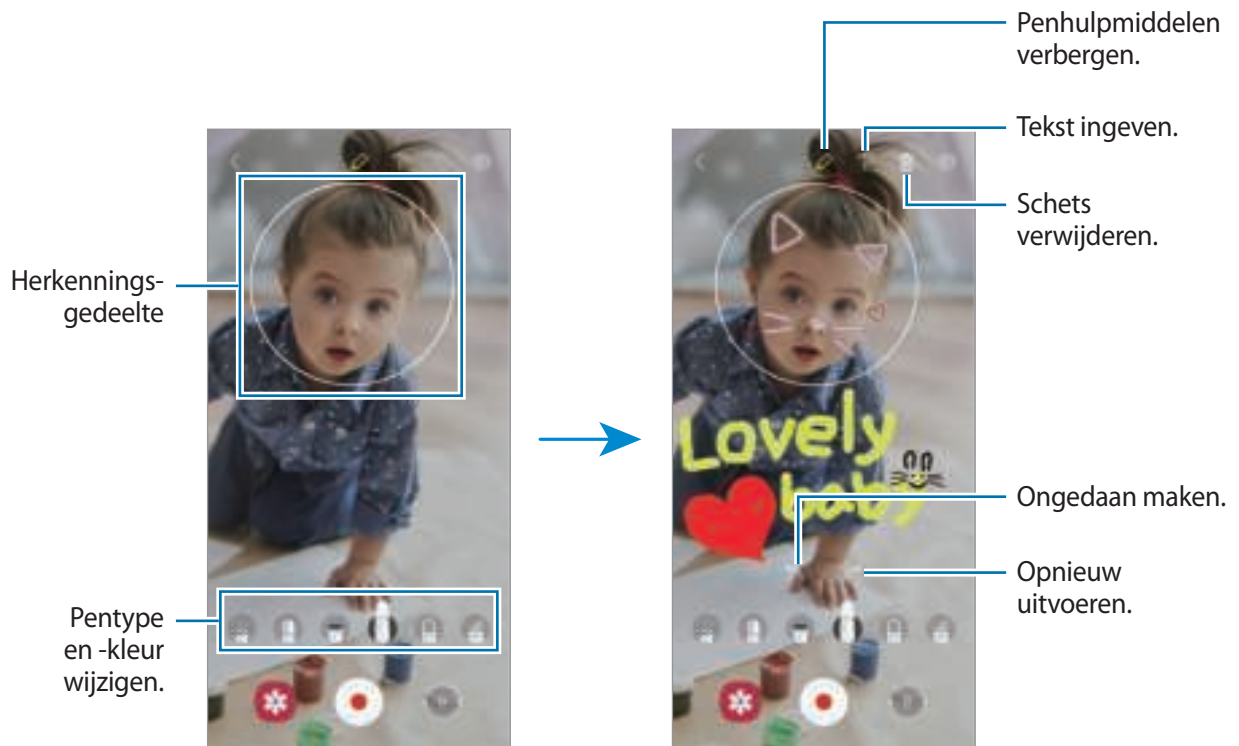 Penhulpmiddelen
verbergen.
Tekst ingeven.
Schets
verwijderen.
Herkennings-
gedeelte
Lovely
baby
Ongedaan maken.
Opnieuw
uitvoeren.
Pentype
en -kleur
wijzigen.